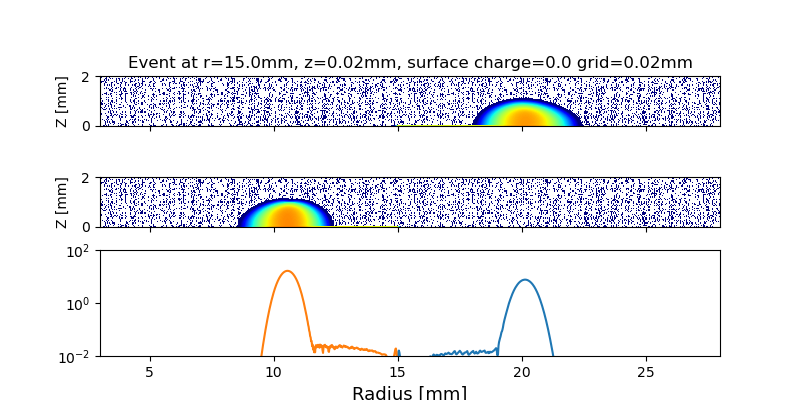 Event at r=15.0mm, z=0.02mm, surface charge=0.0 grid=0.02mm
2
Z [mm]
0
2
Z [mm]
0
10²
10⁰
10⁻²
5 10 15 20 25
Radius [mm]